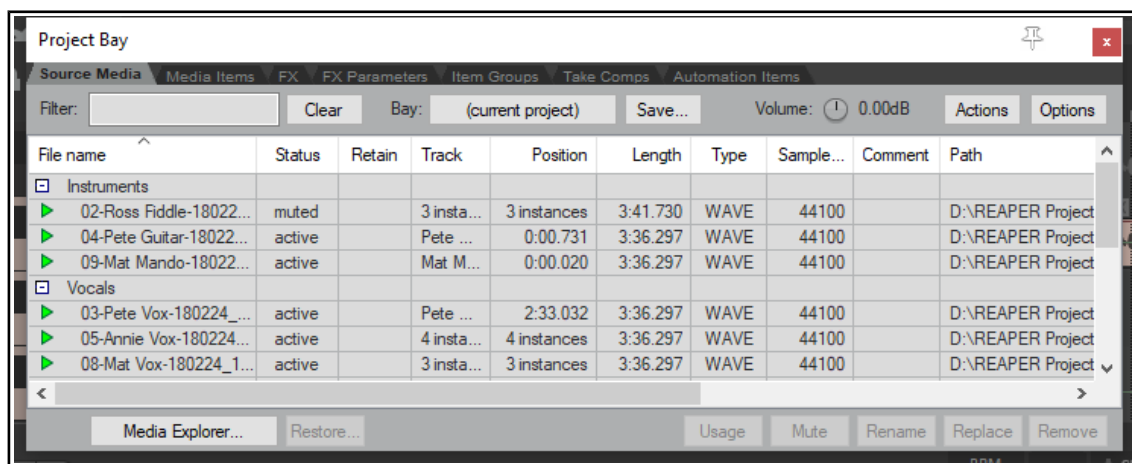 Project Bay
x
Source Media Media Items FX FX Parameters Item Groups Take Comps Automation Items
Filter: Clear Bay: (current project) Save... Volume: 0.00dB Actions Options
File name Status Retain Track Position Length Type Sample... Comment Path
Instruments
02-Ross Fiddle-18022... muted 3 insta... 3 instances 3:41.730 WAVE 44100 D:\REAPER Project
04-Pete Guitar-18022... active Pete ... 0:00.731 3:36.297 WAVE 44100 D:\REAPER Project
09-Mat Mando-18022... active Mat M... 0:00.020 3:36.297 WAVE 44100 D:\REAPER Project
Vocals
03-Pete Vox-180224_... active Pete ... 2:33.032 3:36.297 WAVE 44100 D:\REAPER Project
05-Annie Vox-180224... active 4 insta... 4 instances 3:36.297 WAVE 44100 D:\REAPER Project
08-Mat Vox-180224_1... active 3 insta... 3 instances 3:36.297 WAVE 44100 D:\REAPER Project
Media Explorer... Restore... Usage Mute Rename Replace Remove